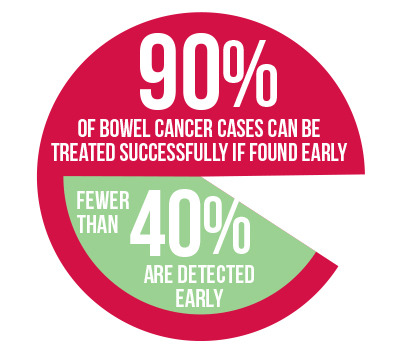 90%
OF BOWEL CANCER CASES CAN BE
TREATED SUCCESSFULLY IF FOUND EARLY
FEWER
THAN 40%
ARE DETECTED
EARLY